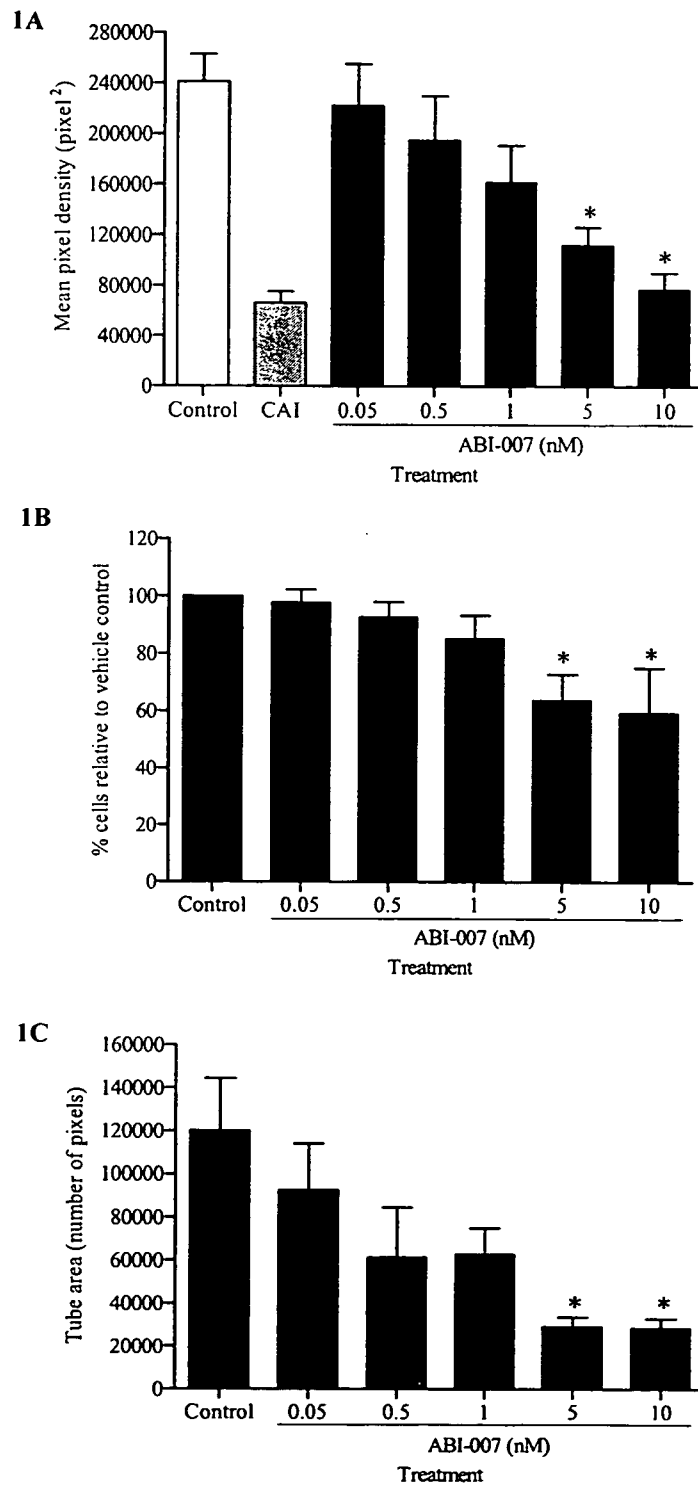 1A
Mean pixel density (pixel²)
280000
240000
200000
160000
120000
80000
40000
0
* *
Control CAI 0.05 0.5 1 5 10
ABI-007 (nM)
Treatment
1B
% cells relative to vehicle control
120
100
80
60
40
20
0
* *
Control 0.05 0.5 1 5 10
ABI-007 (nM)
Treatment
1C
Tube area (number of pixels)
160000
140000
120000
100000
80000
60000
40000
20000
0
* *
Control 0.05 0.5 1 5 10
ABI-007 (nM)
Treatment